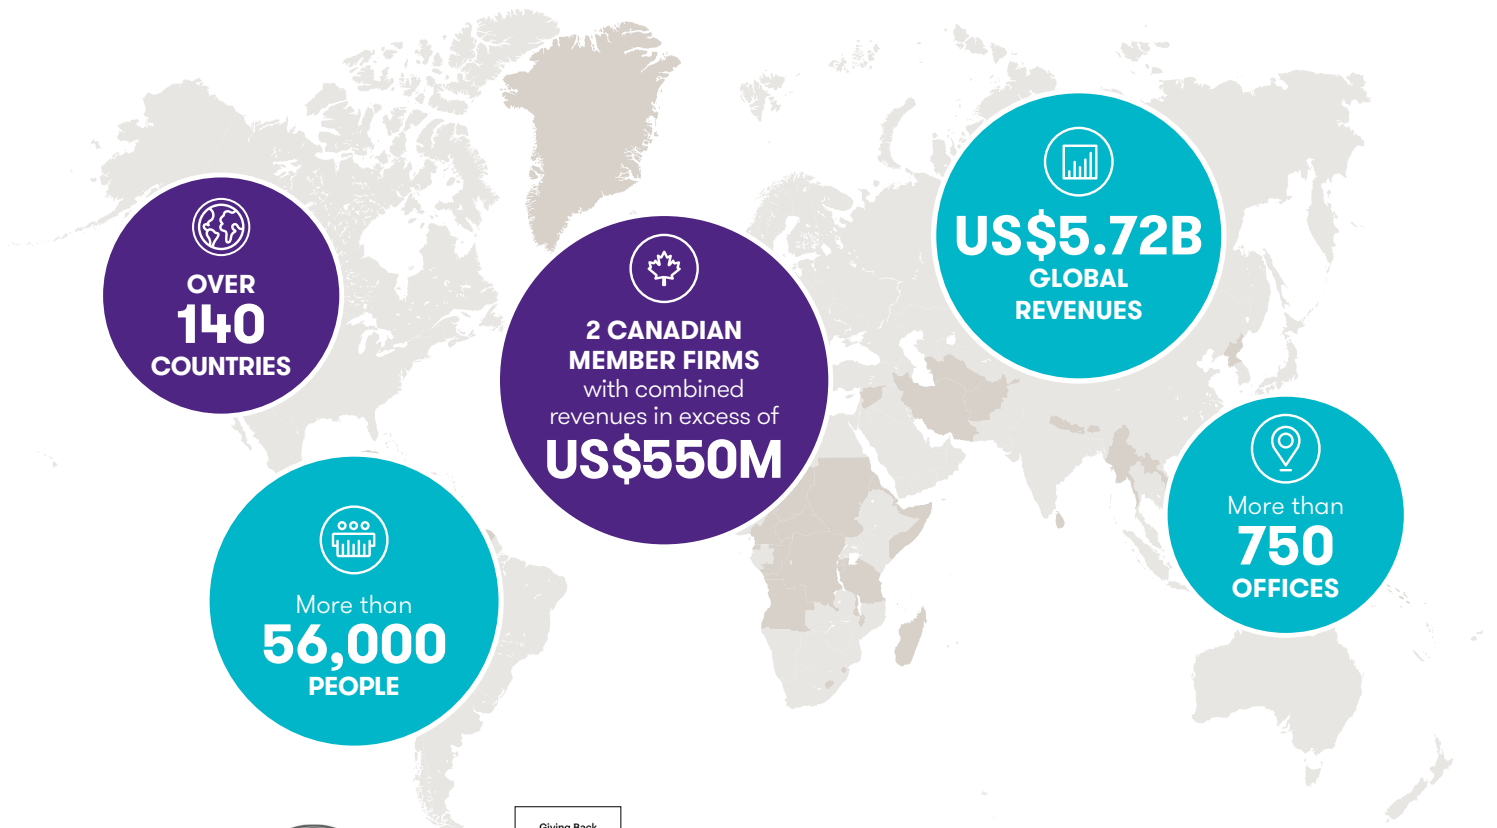 OVER
140
COUNTRIES
2 CANADIAN
MEMBER FIRMS
with combined
revenues in excess of
US$550M
US$5.72B
GLOBAL
REVENUES
More than
750
OFFICES
More than
56,000
PEOPLE
Giving Back